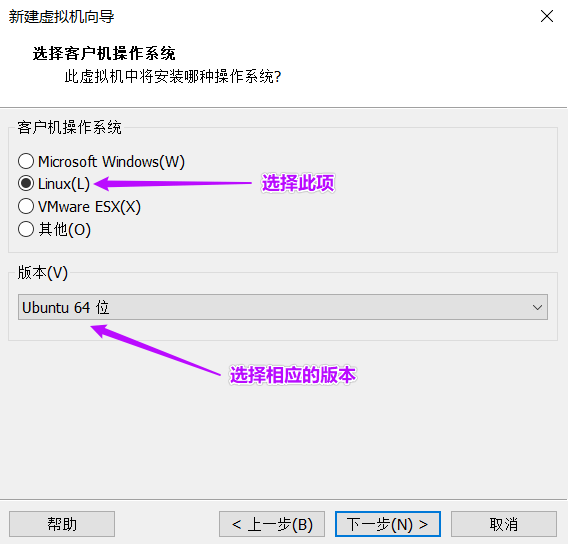 新建虚拟机向导
选择客户机操作系统
此虚拟机中将安装哪种操作系统?
客户机操作系统
Microsoft Windows(W)
Linux(L)
选择此项
VMware ESX(X)
其他(O)
版本(V)
Ubuntu 64 位
选择相应的版本
帮助
< 上一步(B)
下一步(N) >
取消